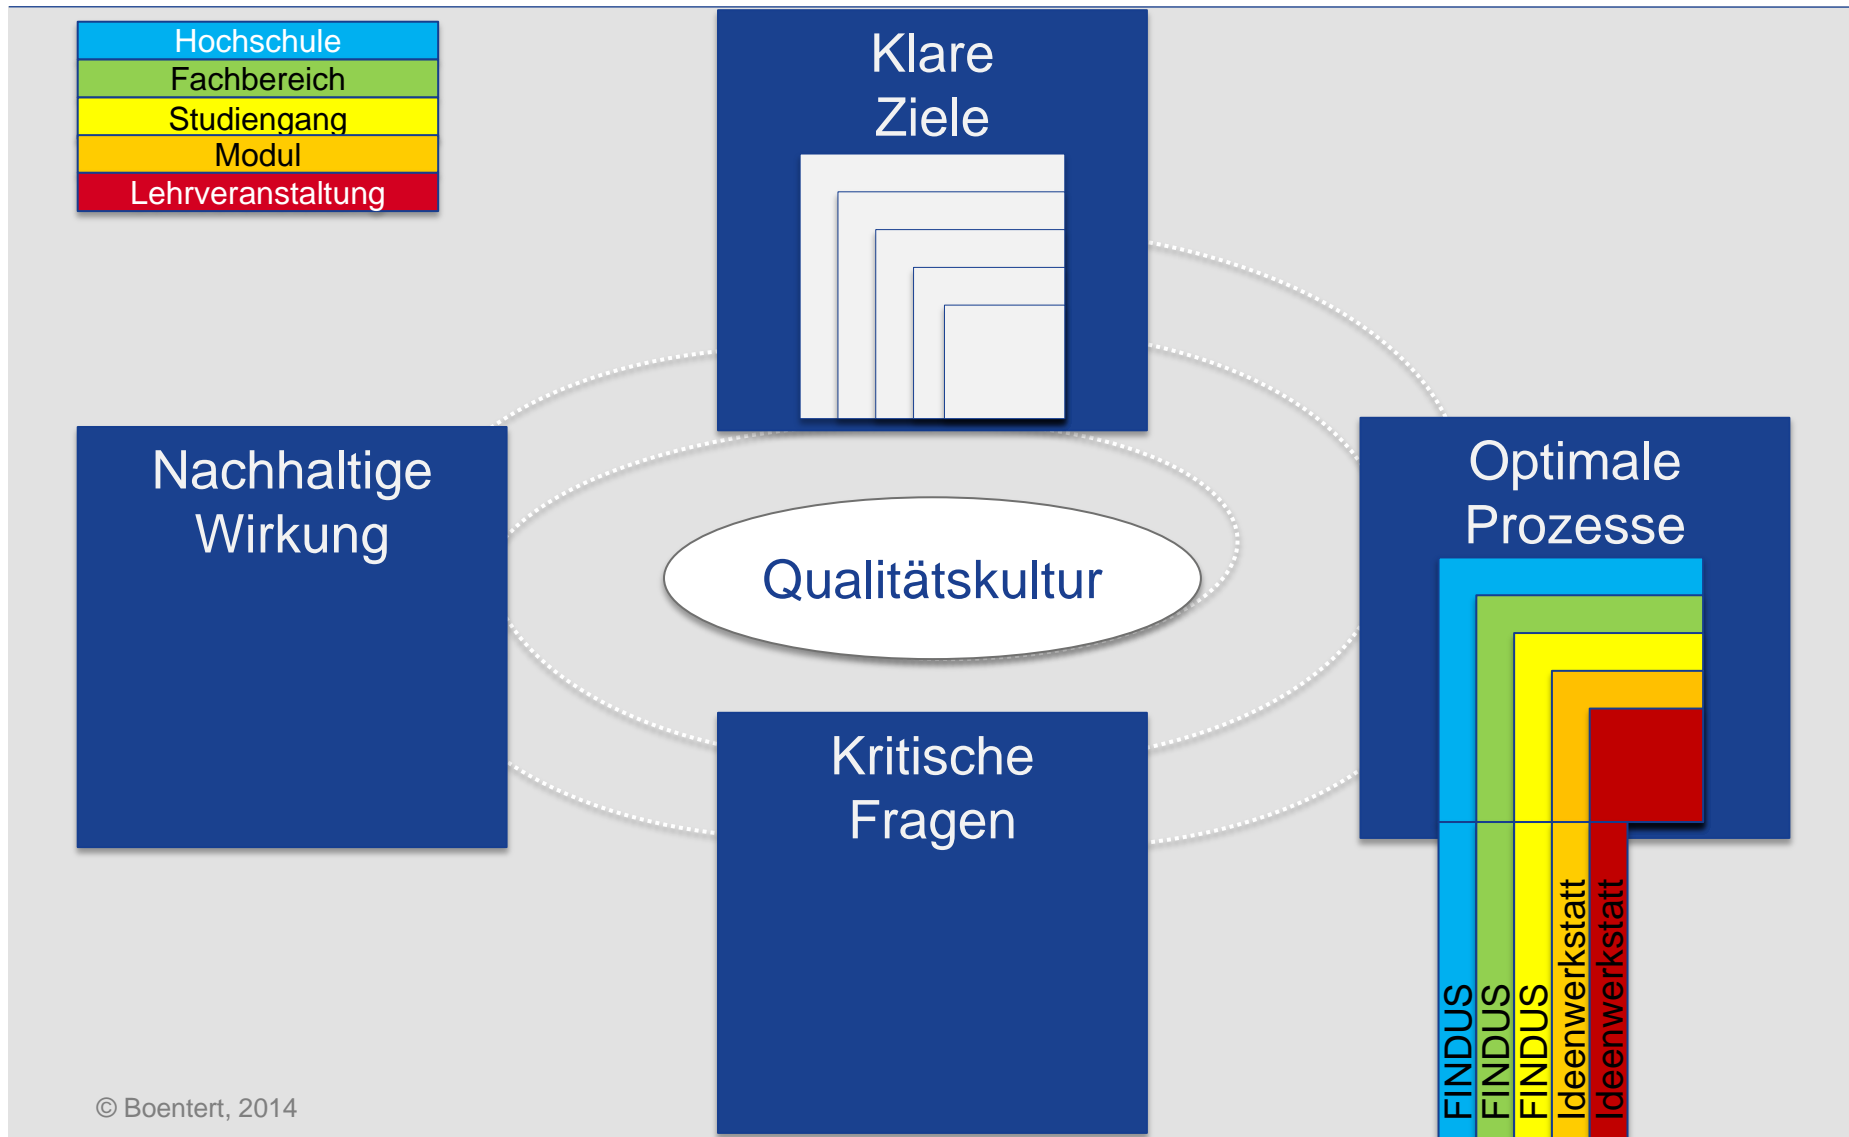 Hochschule
Fachbereich
Studiengang
Modul
Lehrveranstaltung
Klare
Ziele
Nachhaltige
Wirkung
Optimale
Prozesse
Qualitätskultur
Kritische
Fragen
FINDUS
FINDUS
FINDUS
Ideenwerkstatt
Ideenwerkstatt
© Boentert, 2014